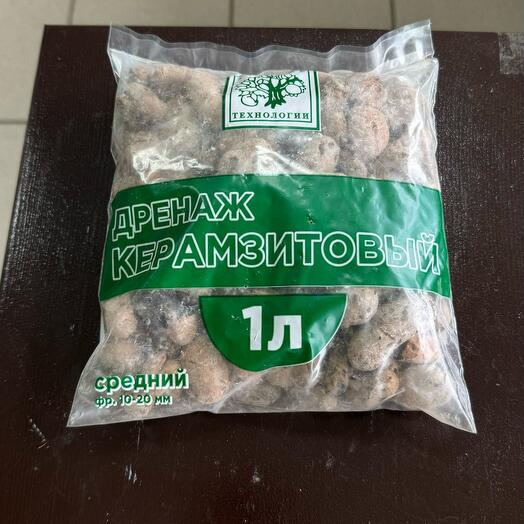 ТЕХНОЛОГИИ
ДРЕНАЖ
КЕРАМЗИТОВЫЙ
1л
средний
фр. 10-20 мм